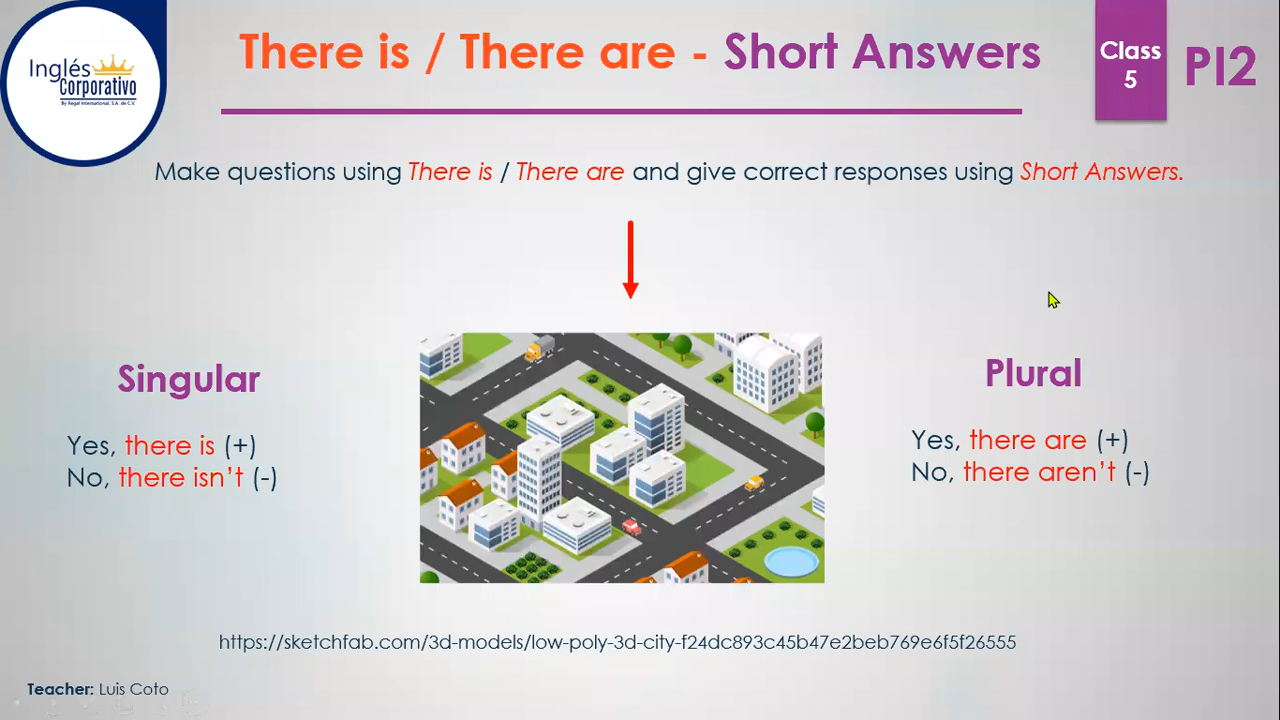 Inglés
Corporativo
By Regal International, S.A. de C.V.
There is / There are - Short Answers
Class
5
PI2
Make questions using There is / There are and give correct responses using Short Answers.
Singular
Yes, there is (+)
No, there isn’t (-)
Plural
Yes, there are (+)
No, there aren’t (-)
https://sketchfab.com/3d-models/low-poly-3d-city-f24dc893c45b47e2beb769e6f5f26555
Teacher: Luis Coto